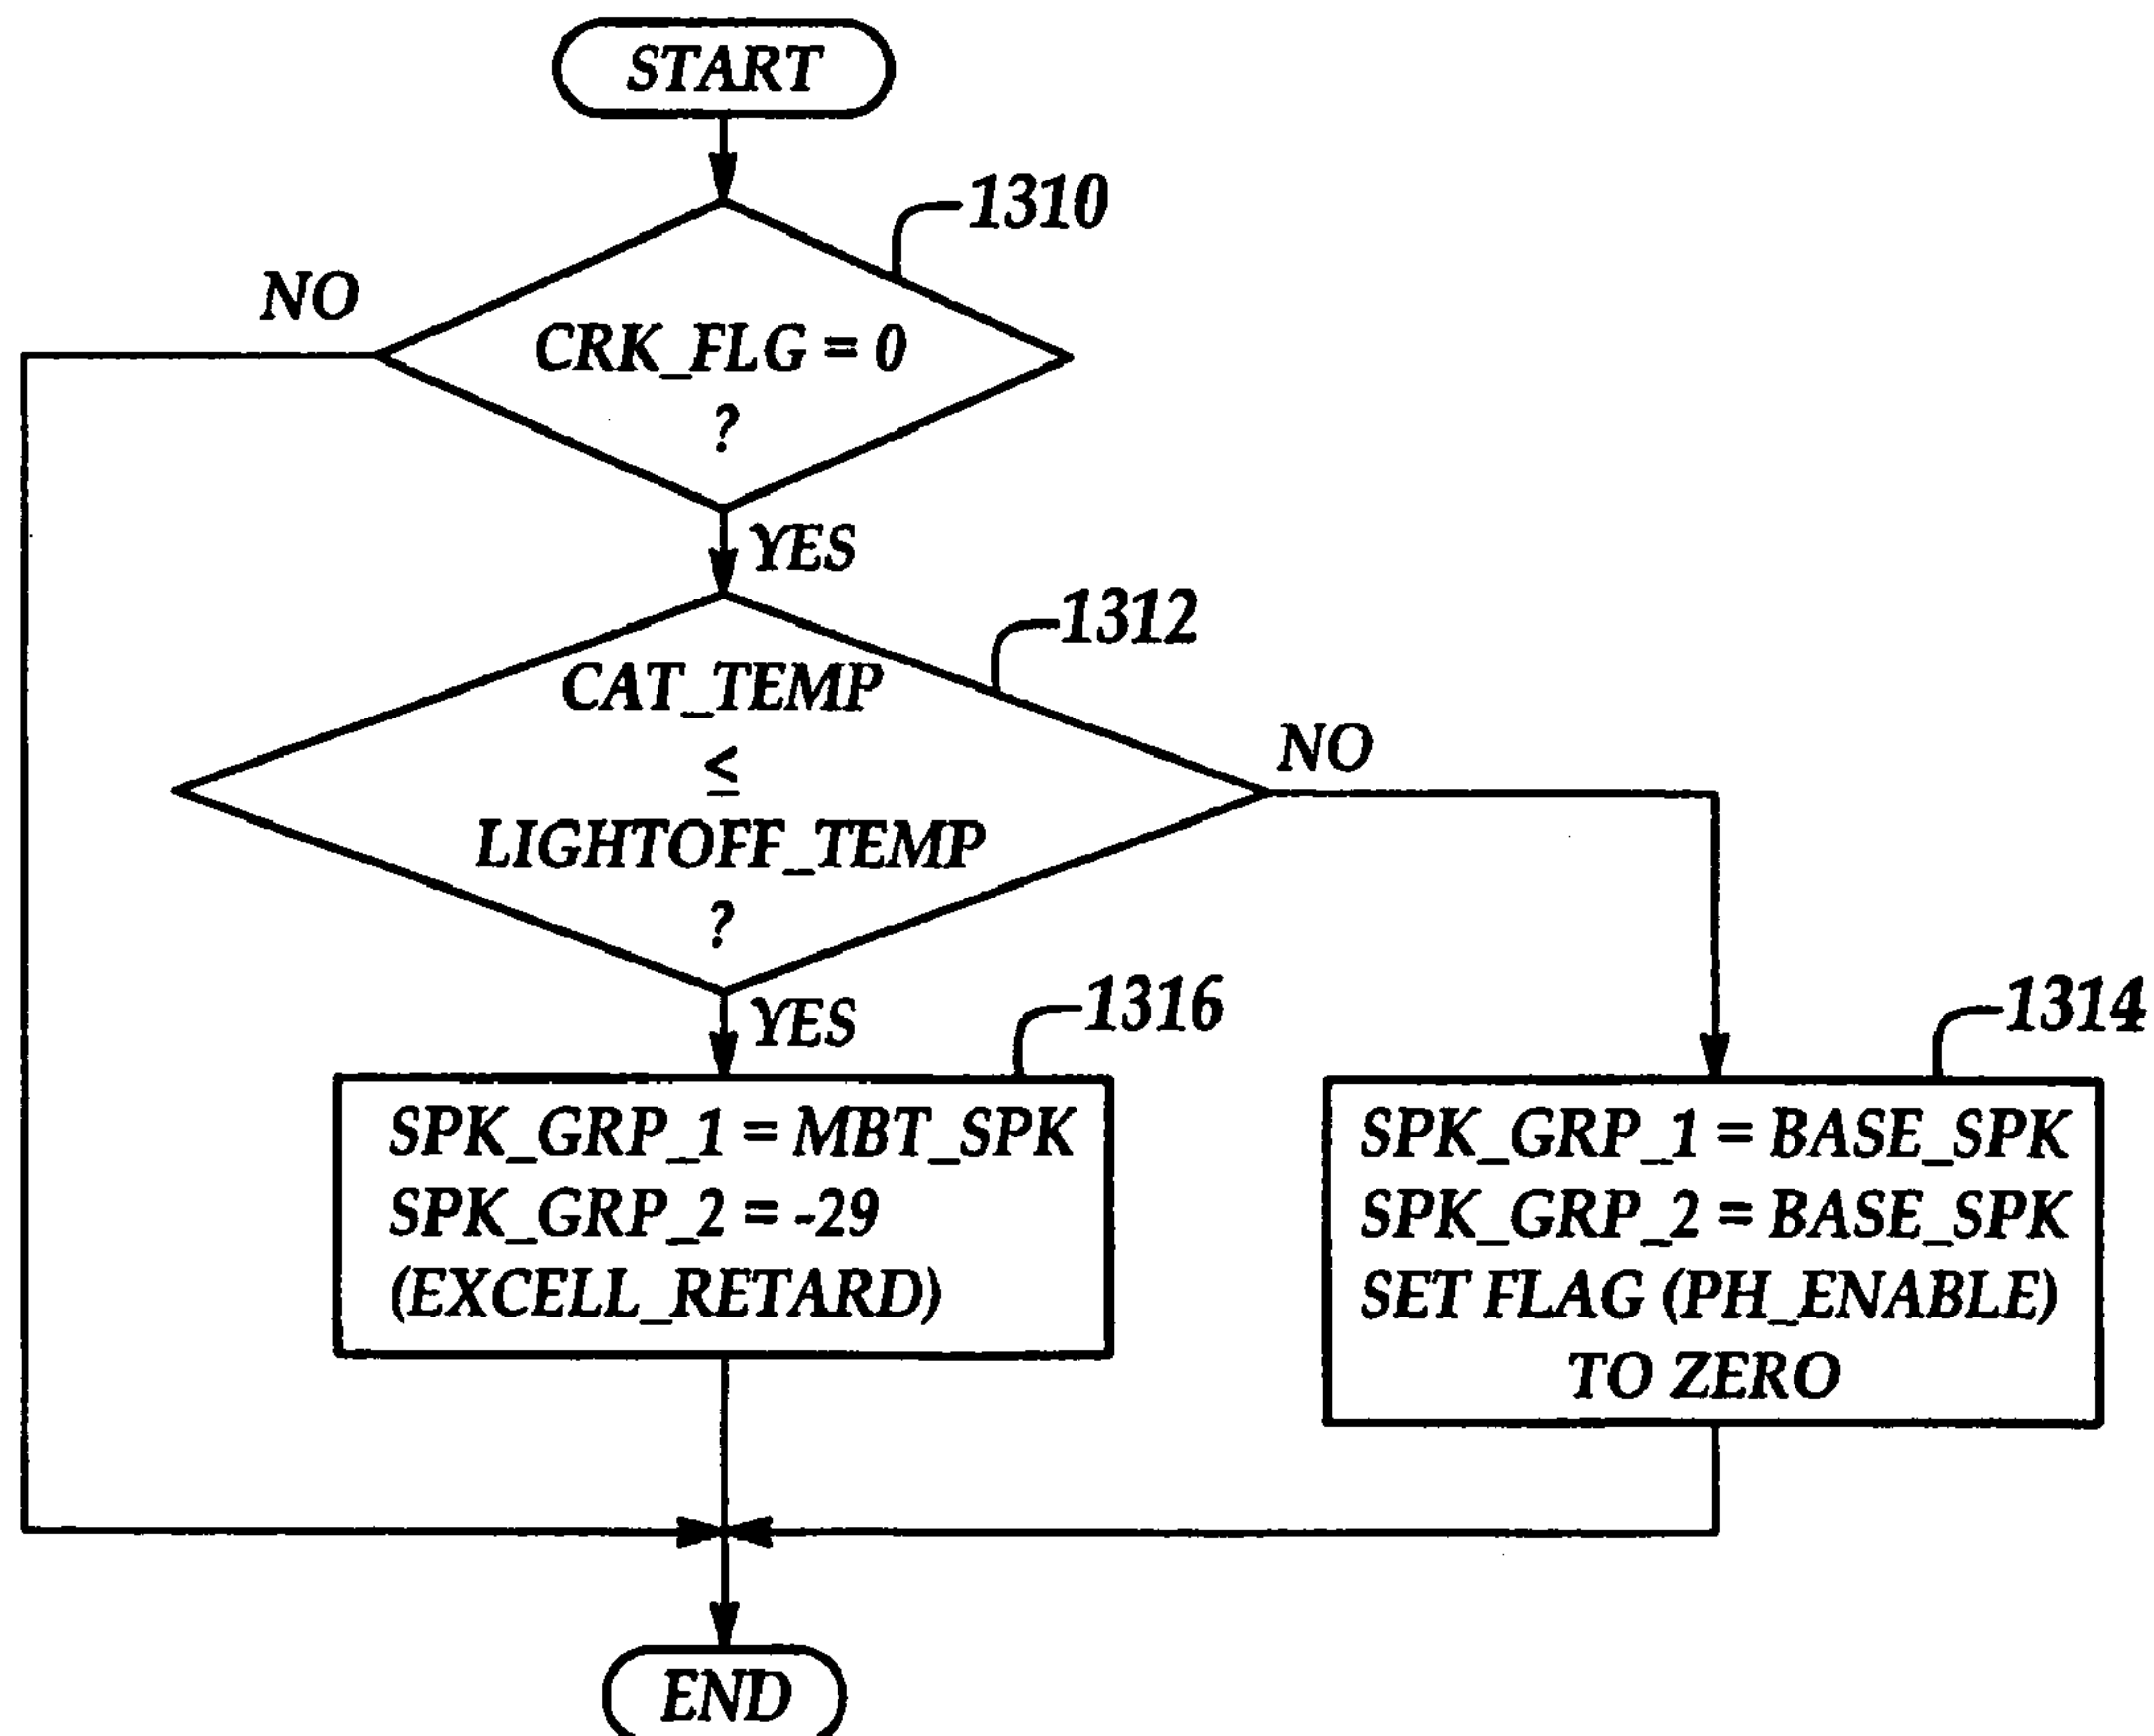 START
1310
NO
CRK_FLG = 0
?
YES
1312
CAT_TEMP
≤
LIGHTOFF_TEMP
?
NO
YES
1316
SPK_GRP_1 = MBT_SPK
SPK_GRP_2 = -29
(EXCELL_RETARD)
1314
SPK_GRP_1 = BASE_SPK
SPK_GRP_2 = BASE_SPK
SET FLAG (PH_ENABLE)
TO ZERO
END